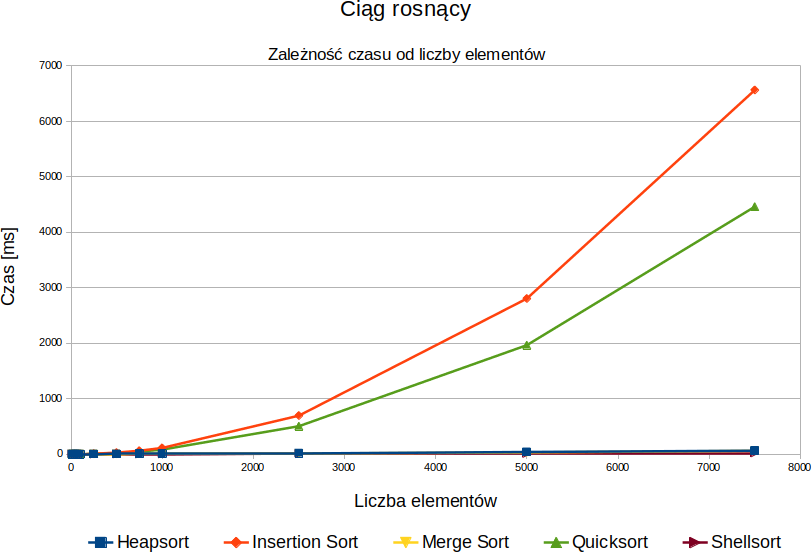 Ciąg rosnący
Zależność czasu od liczby elementów
7000
6000
5000
4000
3000
2000
1000
0
Czas [ms]
0 1000 2000 3000 4000 5000 6000 7000 8000
Liczba elementów
Heapsort Insertion Sort Merge Sort Quicksort Shellsort